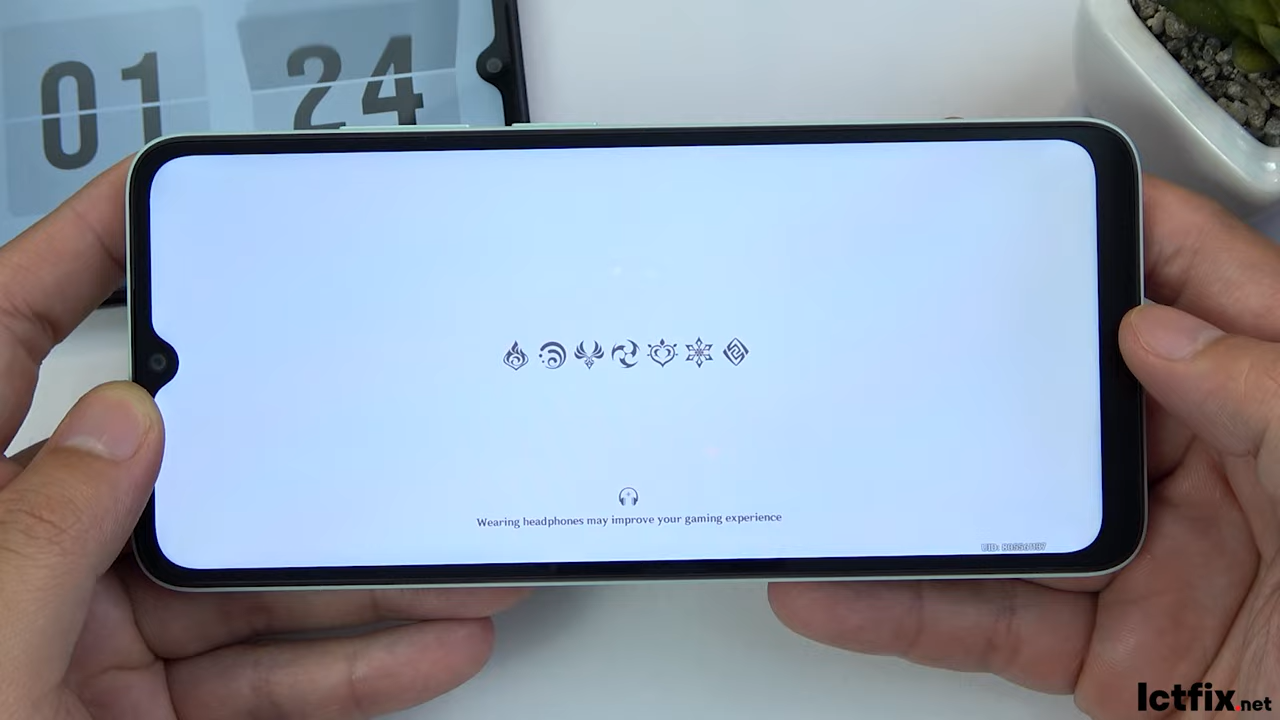 01 24
Wearing headphones may improve your gaming experience
Ictfix.net